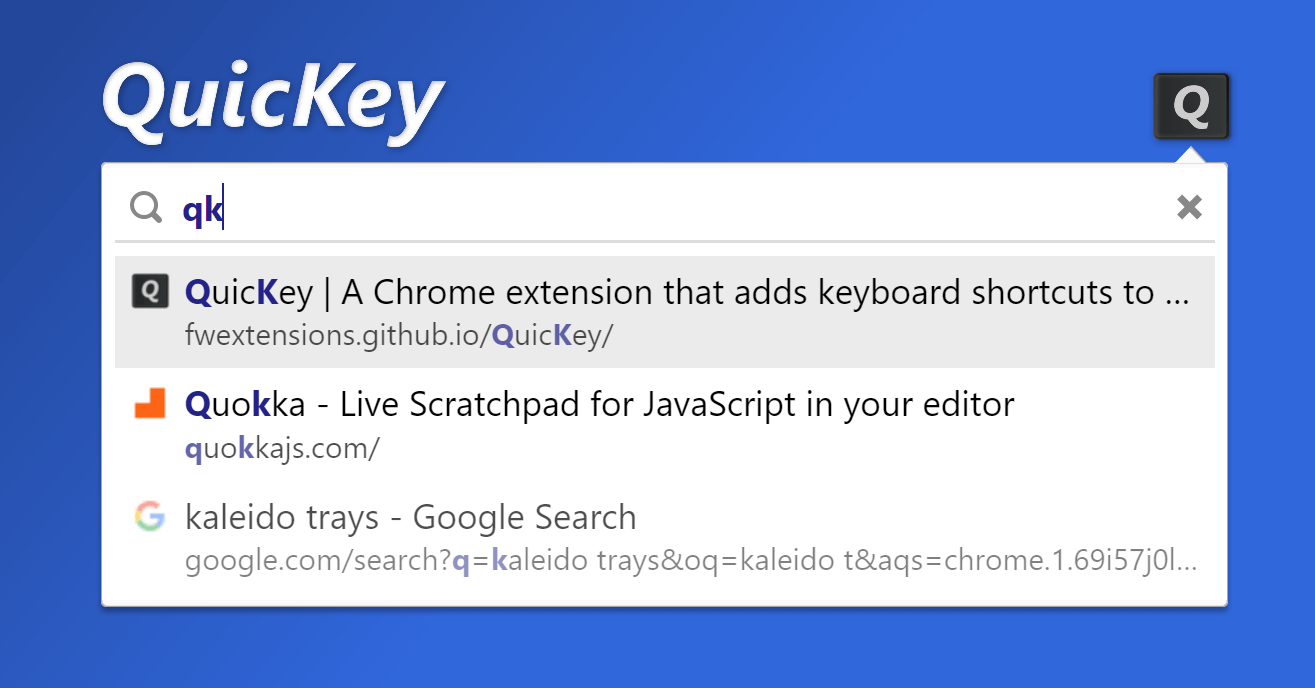 QuicKey
Q
qk
Q
QuicKey | A Chrome extension that adds keyboard shortcuts to ...
fwextensions.github.io/QuicKey/
Quokka - Live Scratchpad for JavaScript in your editor
quokkajs.com/
kaleido trays - Google Search
google.com/search?q=kaleido trays&oq=kaleido t&aqs=chrome.1.69i57j0l...